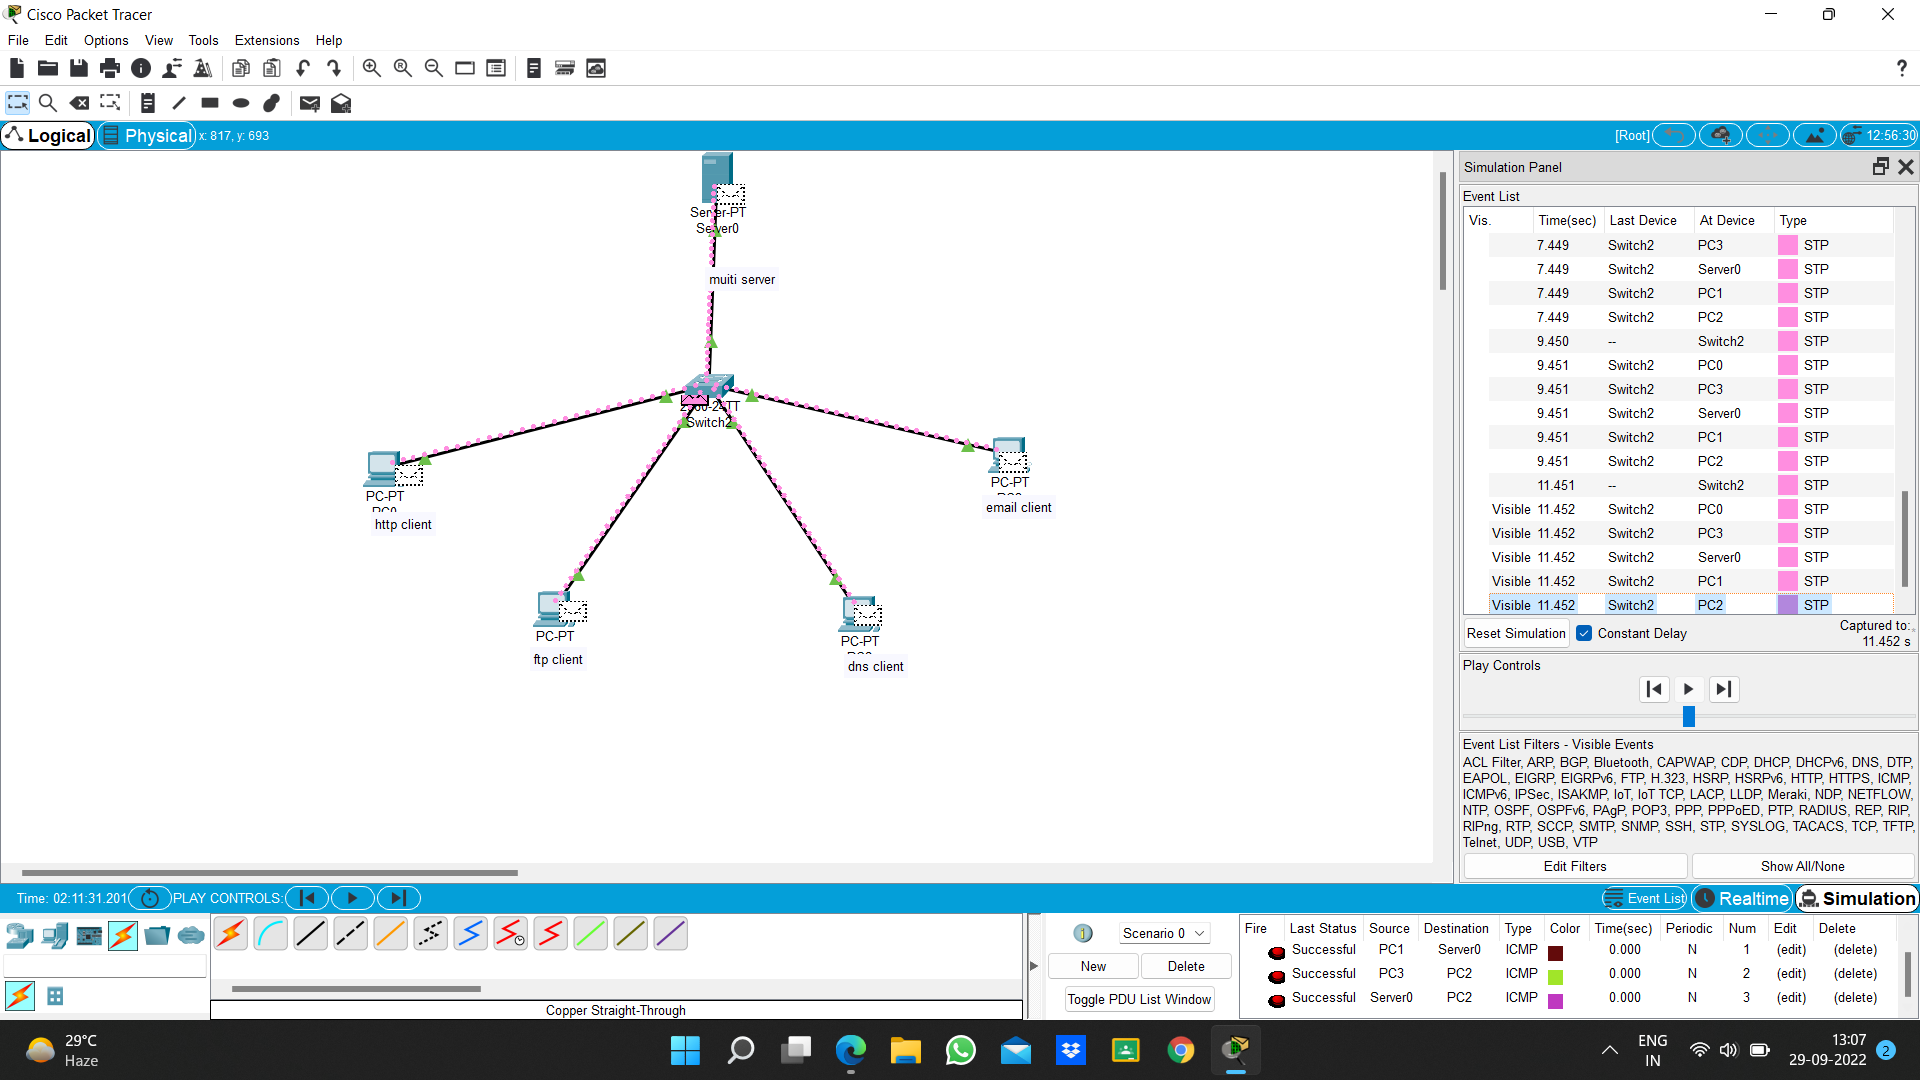 Cisco Packet Tracer
File Edit Options View Tools Extensions Help
?
Logical Physical x: 817, y: 693 [Root] 12:56:30
Server-PT
Server0
muiti server
2960-24TT
Switch2
PC-PT
PC0
http client
PC-PT
ftp client
PC-PT
dns client
PC-PT
email client
Simulation Panel
Event List
Vis. Time(sec) Last Device At Device Type
7.449 Switch2 PC3 STP
7.449 Switch2 Server0 STP
7.449 Switch2 PC1 STP
7.449 Switch2 PC2 STP
9.450 -- Switch2 STP
9.451 Switch2 PC0 STP
9.451 Switch2 PC3 STP
9.451 Switch2 Server0 STP
9.451 Switch2 PC1 STP
9.451 Switch2 PC2 STP
11.451 -- Switch2 STP
Visible 11.452 Switch2 PC0 STP
Visible 11.452 Switch2 PC3 STP
Visible 11.452 Switch2 Server0 STP
Visible 11.452 Switch2 PC1 STP
Visible 11.452 Switch2 PC2 STP
Reset Simulation Constant Delay Captured to:
11.452 s
Play Controls
Event List Filters - Visible Events
ACL Filter, ARP, BGP, Bluetooth, CAPWAP, CDP, DHCP, DHCPv6, DNS, DTP,
EAPOL, EIGRP, EIGRPv6, FTP, H.323, HSRP, HSRPv6, HTTP, HTTPS, ICMP,
ICMPv6, IPSec, ISAKMP, IoT, IoT TCP, LACP, LLDP, Meraki, NDP, NETFLOW,
NTP, OSPF, OSPFv6, PAgP, POP3, PPP, PPPoED, PTP, RADIUS, REP, RIP,
RIPng, RTP, SCCP, SMTP, SNMP, SSH, STP, SYSLOG, TACACS, TCP, TFTP,
Telnet, UDP, USB, VTP
Edit Filters Show All/None
Time: 02:11:31.201 PLAY CONTROLS: Event List Realtime Simulation
Copper Straight-Through
Scenario 0
New Delete
Toggle PDU List Window
Fire Last Status Source Destination Type Color Time(sec) Periodic Num Edit Delete
Successful PC1 Server0 ICMP 0.000 N 1 (edit) (delete)
Successful PC3 PC2 ICMP 0.000 N 2 (edit) (delete)
Successful Server0 PC2 ICMP 0.000 N 3 (edit) (delete)
29°C
Haze
ENG
IN
13:07
29-09-2022
2